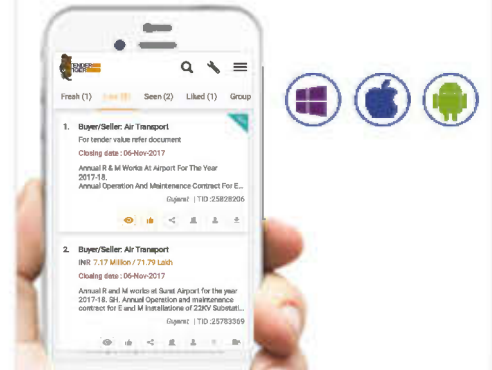 TENDER
TIGER
Fresh (1) Live (5) Seen (2) Liked (1) Group
1. Buyer/Seller: Air Transport
For tender value refer document
Closing date : 06-Nov-2017
Annual R & M Works At Airport For The Year
2017-18,
Annual Operation And Maintenence Contract For E...
Gujarat | TID :25828206
2. Buyer/Seller: Air Transport
INR 7.17 Million / 71.79 Lakh
Closing date : 06-Nov-2017
Annual R and M works at Surat Airport for the year
2017-18. SH. Annual Operation and maintenance
contract for E and M Installations of 22KV Substati...
Gujarat | TID :25783369